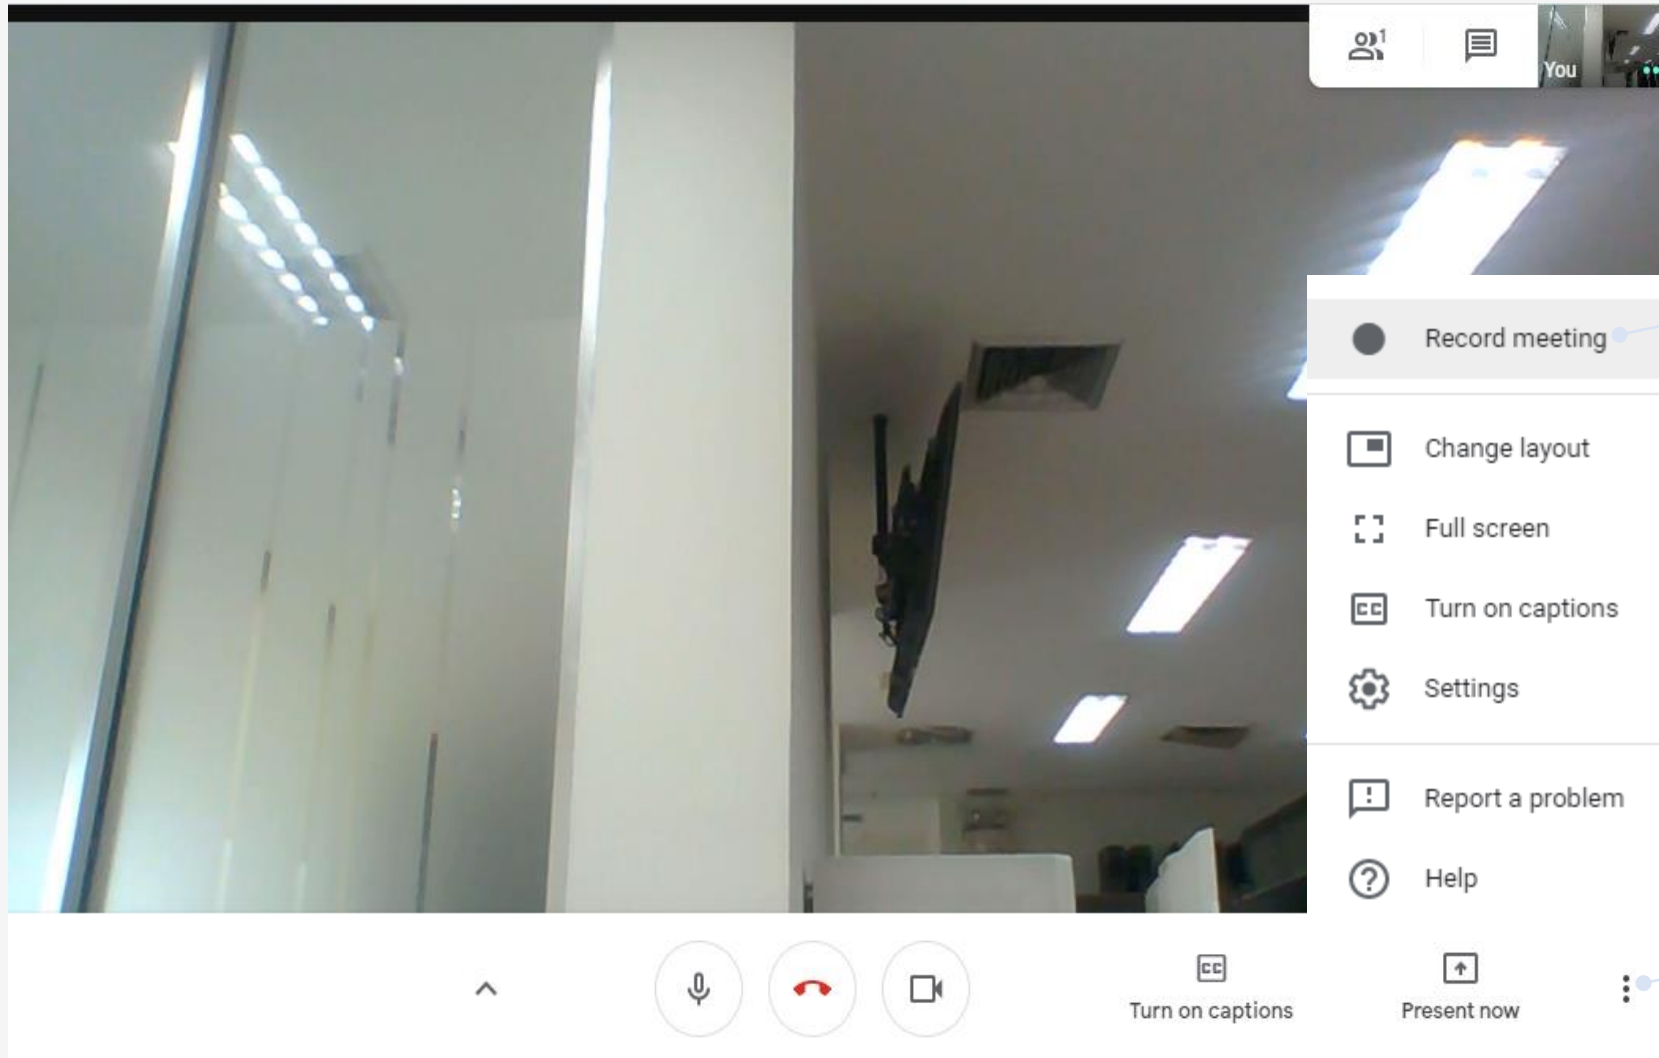 1
You
Record meeting
Change layout
Full screen
Turn on captions
Settings
Report a problem
Help
Turn on captions
Present now